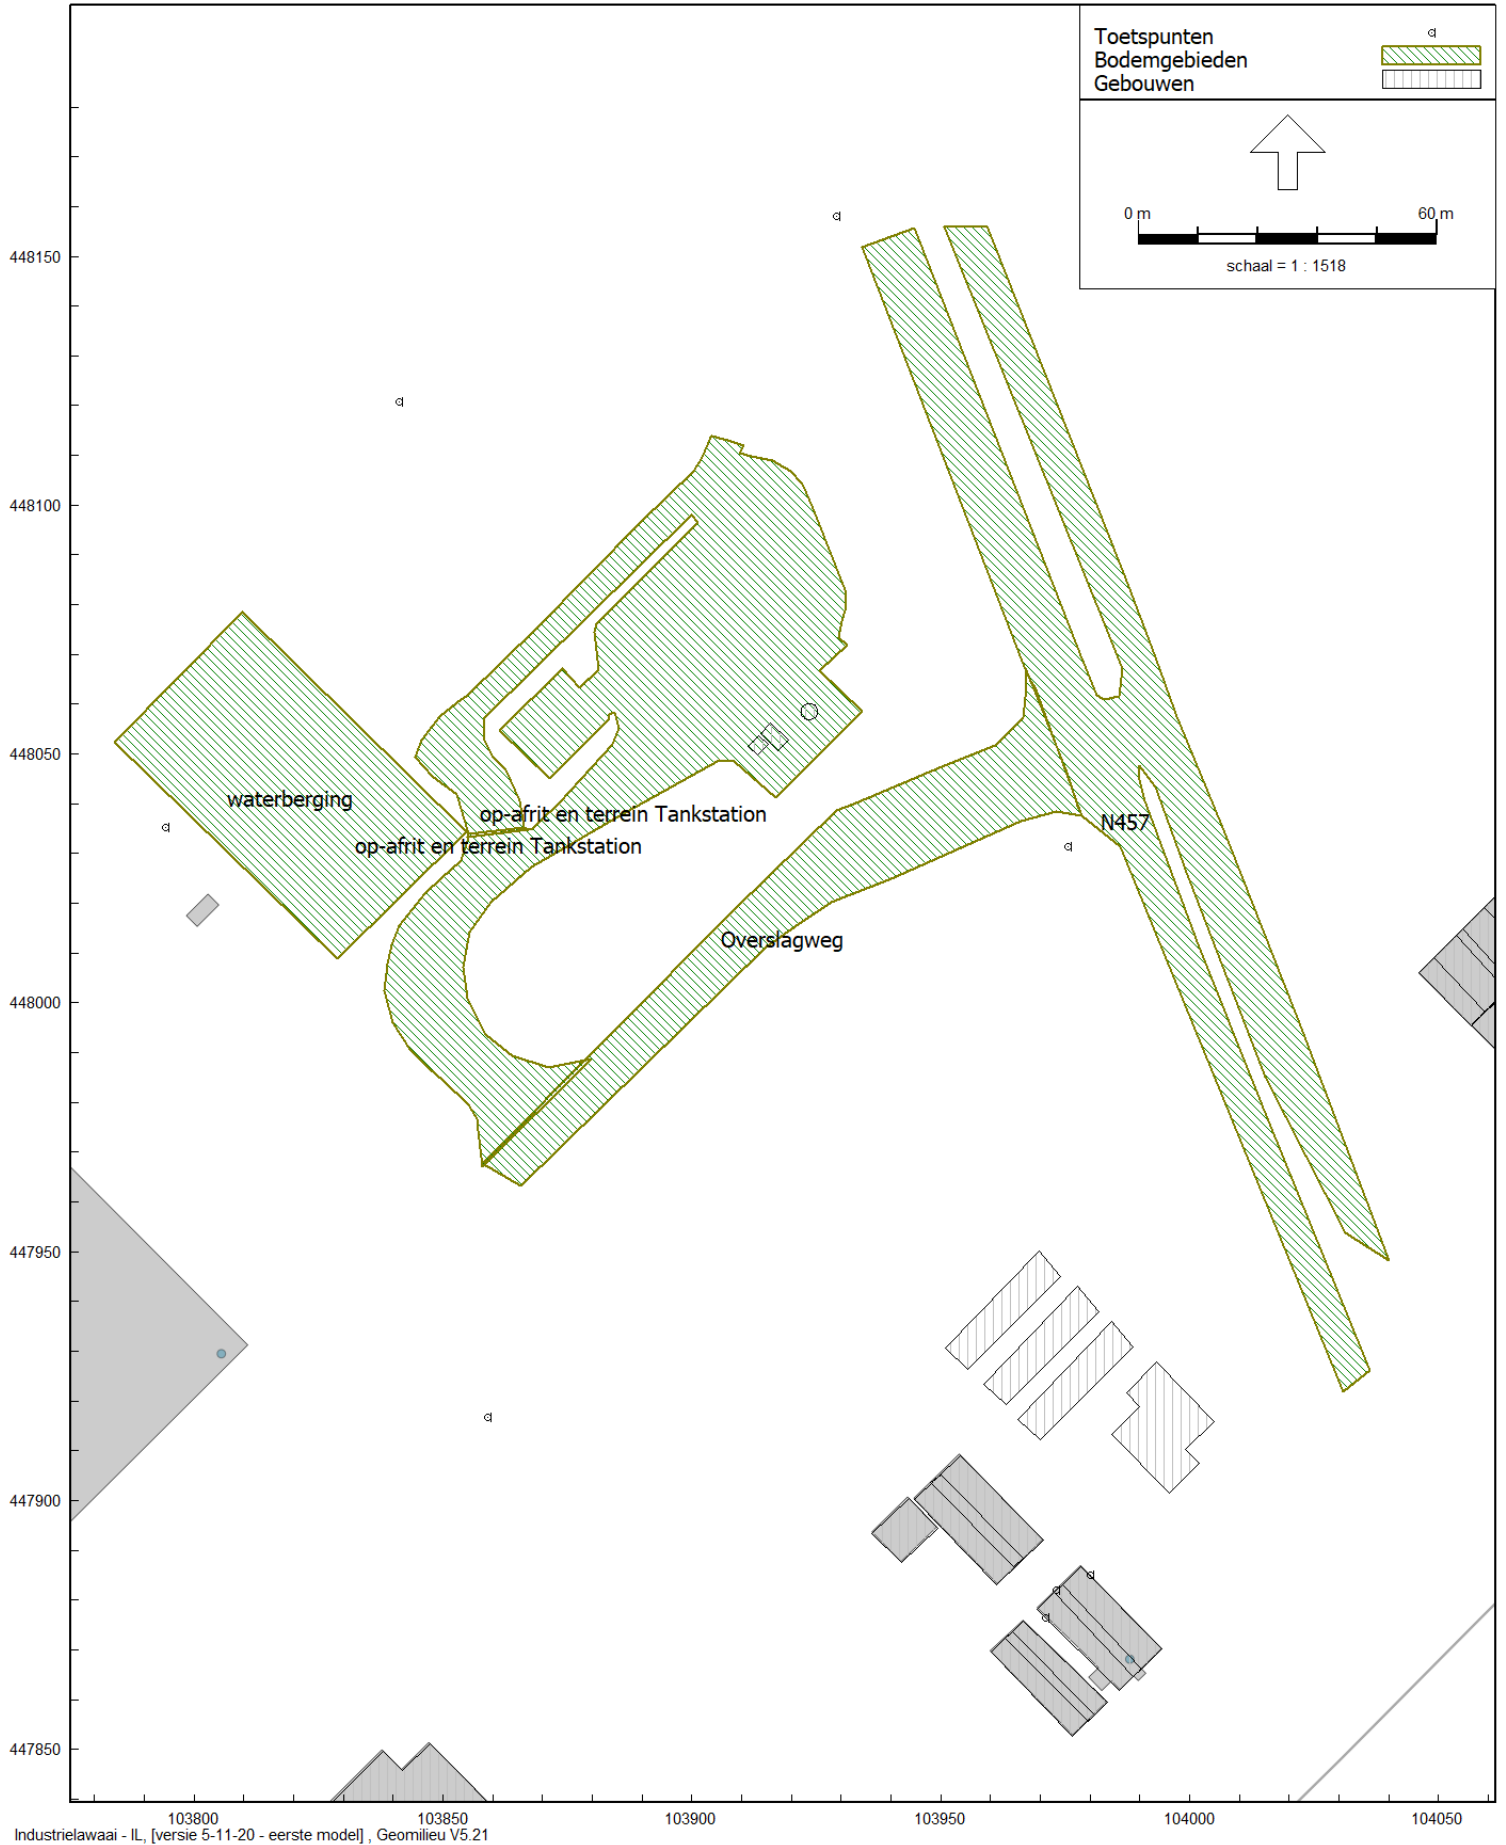 Toetspunten
Bodemgebieden
Gebouwen
0 m 60 m
schaal = 1 : 1518
448150
448100
448050
448000
447950
447900
447850
waterberging
op-afrit en terrein Tankstation
op-afrit en terrein Tankstation
N457
Overslagweg
103800 103850 103900 103950 104000 104050
Industrielawaai - IL, [versie 5-11-20 - eerste model] , Geomilieu V5.21